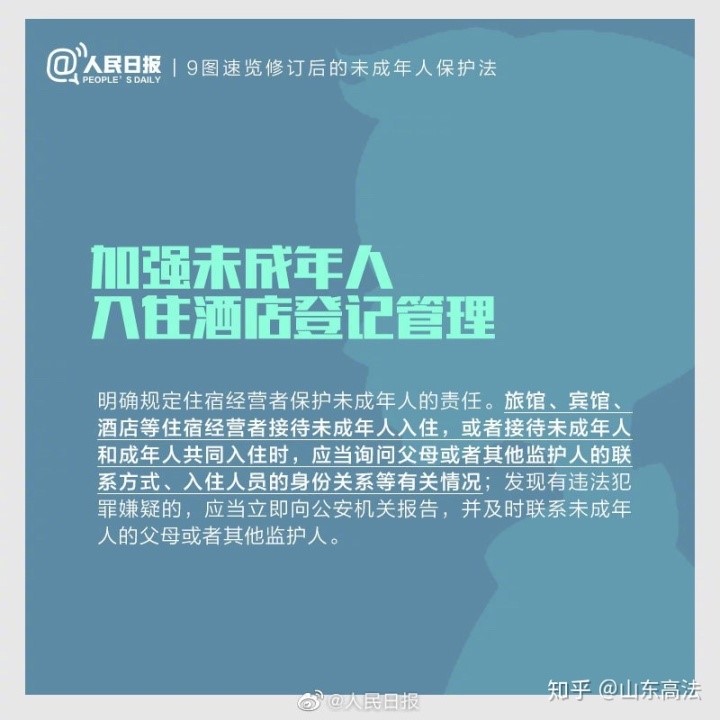 @人民日报 | 9图速览修订后的未成年人保护法
PEOPLE'S DAILY
加强未成年人
入住酒店登记管理
明确规定住宿经营者保护未成年人的责任。旅馆、宾馆、
酒店等住宿经营者接待未成年人入住，或者接待未成年人
和成年人共同入住时，应当询问父母或者其他监护人的联
系方式、入住人员的身份关系等有关情况；发现有违法犯
罪嫌疑的，应当立即向公安机关报告，并及时联系未成年
人的父母或者其他监护人。
@人民日报
知乎 @山东高法